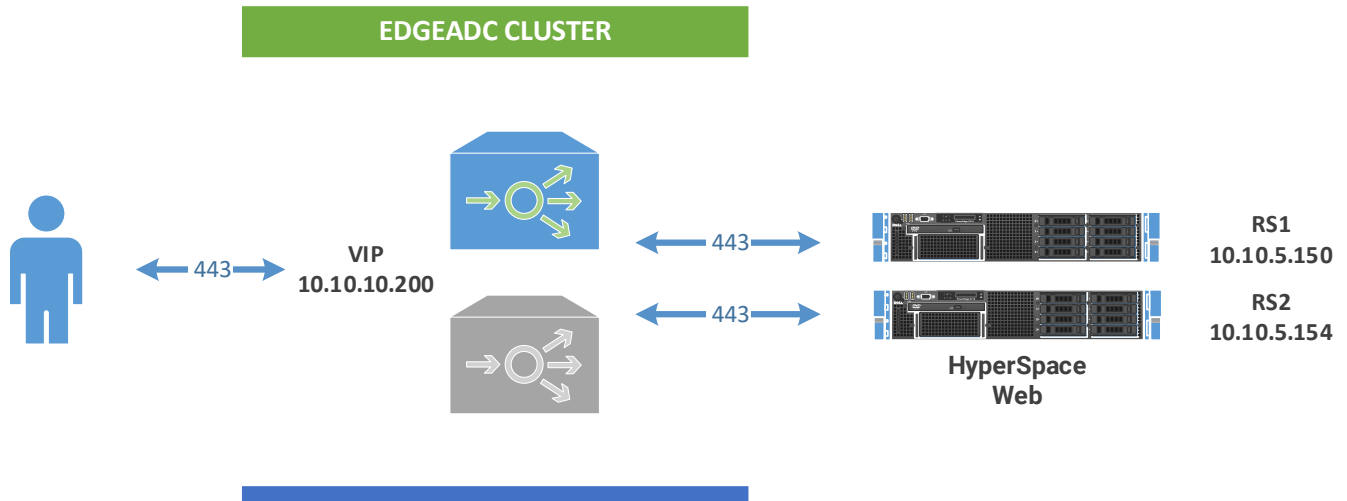 EDGEADC CLUSTER
443
VIP
10.10.10.200
443
443
RS1
10.10.5.150
RS2
10.10.5.154
HyperSpace
Web